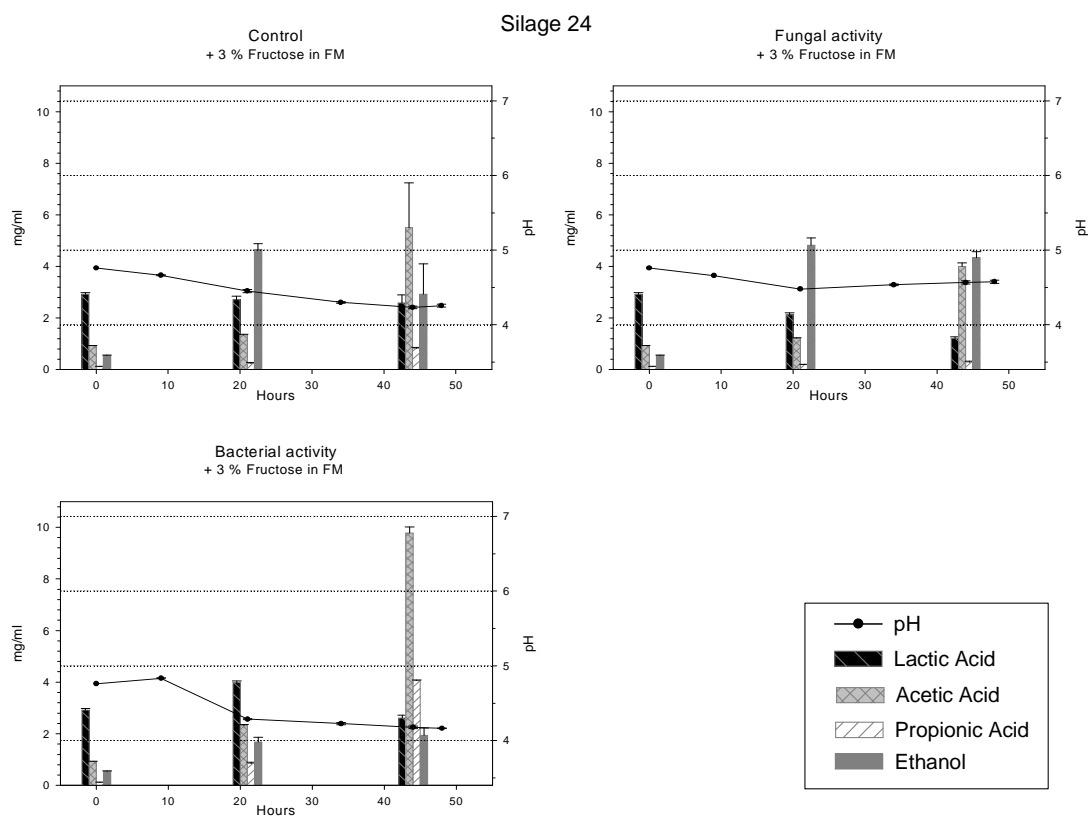 Silage 24
Control
+ 3 % Fructose in FM
mg/ml
10
8
6
4
2
0
7
6
5
4
pH
0 10 20 30 40 50
Hours
Fungal activity
+ 3 % Fructose in FM
mg/ml
10
8
6
4
2
0
7
6
5
4
pH
0 10 20 30 40 50
Hours
Bacterial activity
+ 3 % Fructose in FM
mg/ml
10
8
6
4
2
0
7
6
5
4
pH
0 10 20 30 40 50
Hours
pH
Lactic Acid
Acetic Acid
Propionic Acid
Ethanol